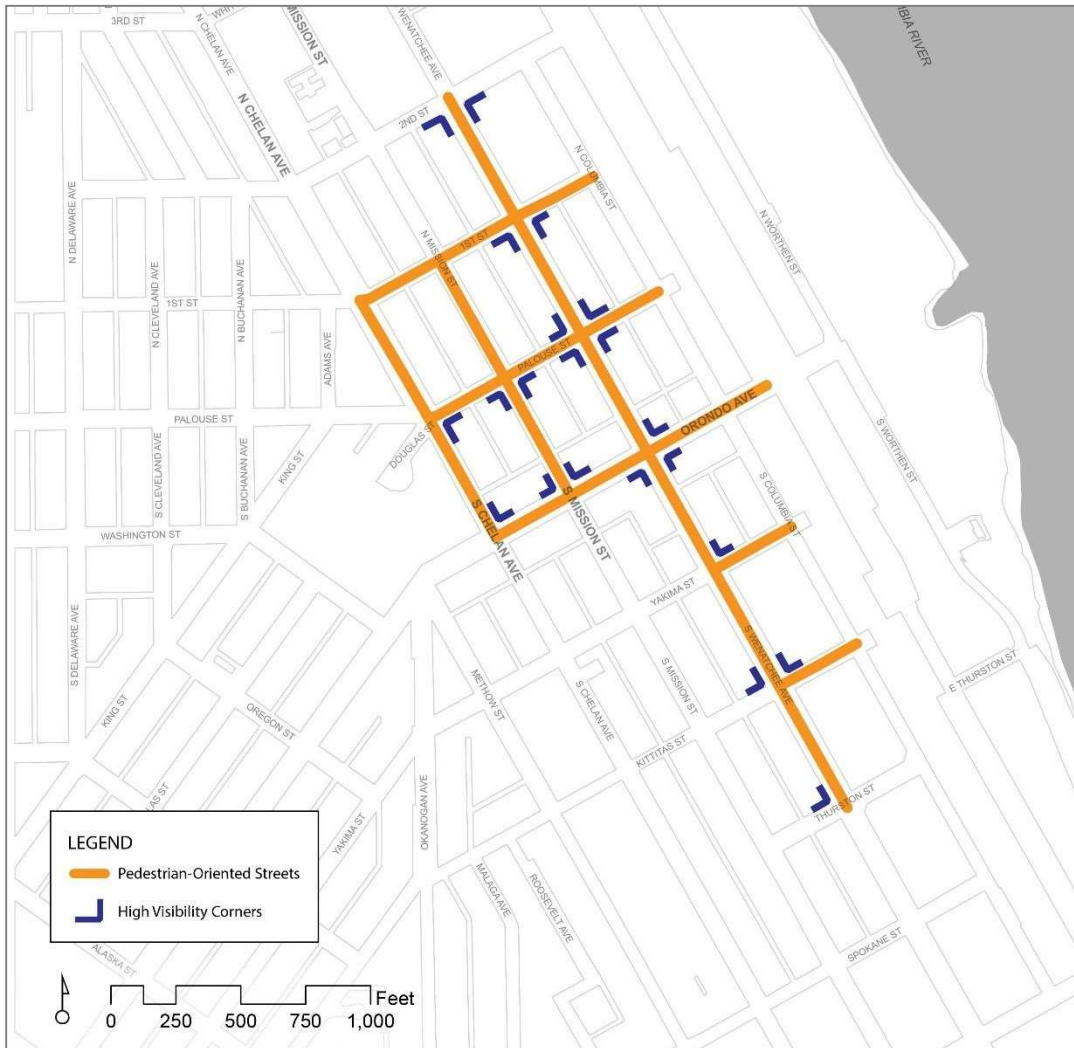 3RD ST
WHIT
N CHELAN AVE
MISSION ST
WENATCHEE AVE
BIA RIVER
N CHELAN AVE
2ND ST
N COLUMBIA ST
N DELAWARE AVE
N CLEVELAND AVE
N BUCHANAN AVE
N MISSION ST
1ST ST
N WORTHEN ST
1ST ST
ADAMS AVE
PALOUSE ST
PALOUSE ST
DOUGLAS ST
ORONDO AVE
KING ST
S CLEVELAND AVE
S BUCHANAN AVE
S WORTHEN ST
S CHELAN AVE
S MISSION ST
S COLUMBIA ST
WASHINGTON ST
YAKIMA ST
S DELAWARE AVE
S WENATCHEE AVE
E THURSTON ST
METHOW ST
S CHELAN AVE
S MISSION ST
KING ST
OREGON ST
KITTITAS ST
LAS ST
YAKIMA ST
OKANOGAN AVE
THURSTON ST
MALAGA AVE
ROOSEVELT AVE
SPOKANE ST
ALASKA ST
LEGEND
Pedestrian-Oriented Streets
High Visibility Corners
Feet
0 250 500 750 1,000